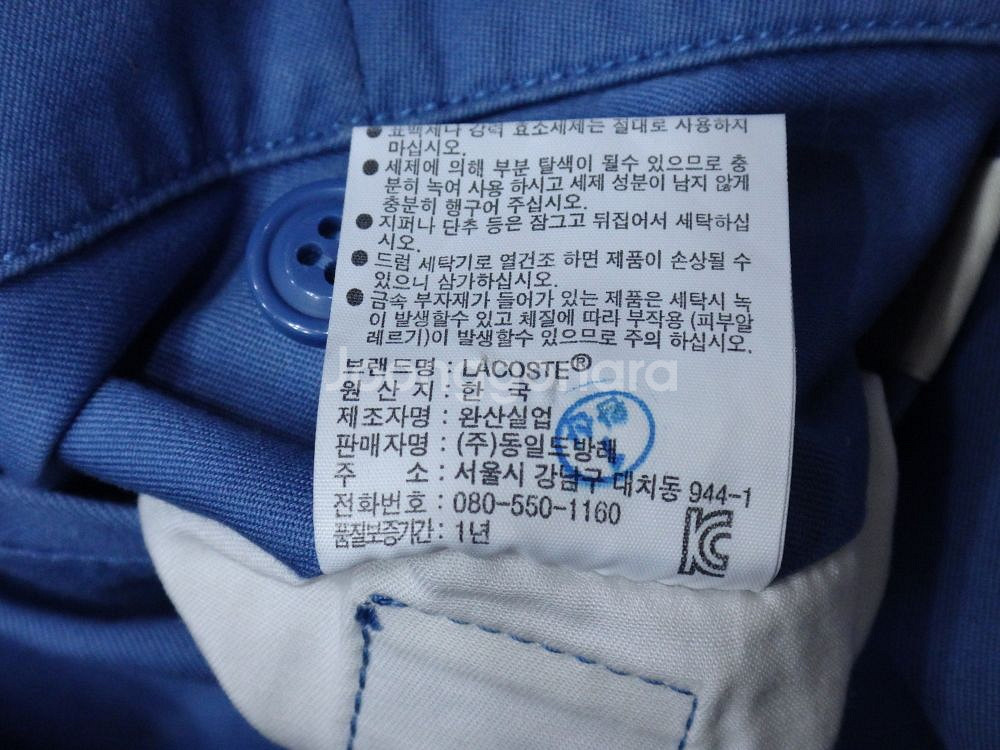 ● 표백제나 강력 효소세제는 절대로 사용하지
마십시오.
● 세제에 의해 부분 탈색이 될수 있으므로 충
분히 녹여 사용 하시고 세제 성분이 남지 않게
충분히 행구어 주십시오.
● 지퍼나 단추 등은 잠그고 뒤집어서 세탁하십
시오.
● 드럼 세탁기로 열건조 하면 제품이 손상될 수
있으니 삼가하십시오.
● 금속 부자재가 들어가 있는 제품은 세탁시 녹
이 발생할수 있고 체질에 따라 부작용 (피부알
레르기)이 발생할수 있으므로 주의 하십시오.
브랜드명 : LACOSTE®
Joonggonara
원 산 지 : 한 국
제조자명 : 완산실업
판매자명 : (주)동일드방레
주 소 : 서울시 강남구 대치동 944-1
전화번호 : 080-550-1160
품질보증기간 : 1년
KC